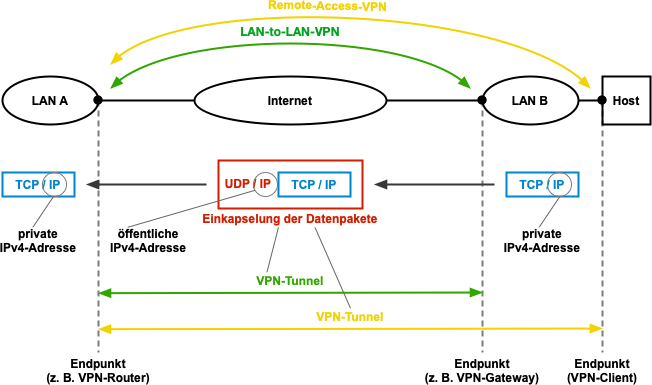 Remote-Access-VPN
LAN-to-LAN-VPN
LAN A
Internet
LAN B
Host
TCP / IP
UDP / IP
TCP / IP
TCP / IP
Einkapselung der Datenpakete
private
IPv4-Adresse
öffentliche
IPv4-Adresse
private
IPv4-Adresse
VPN-Tunnel
VPN-Tunnel
Endpunkt
(z. B. VPN-Router)
Endpunkt
(z. B. VPN-Gateway)
Endpunkt
(VPN-Client)